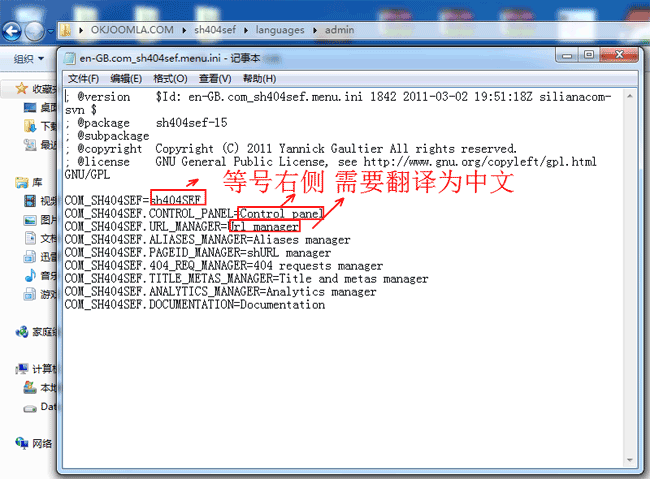 OKJOOMLA.COM ▸ sh404sef ▸ languages ▸ admin
组织
en-GB.com_sh404sef.menu.ini - 记事本
文件(F) 编辑(E) 格式(O) 查看(V) 帮助(H)
收藏夹
桌面
下载
最近
库
视频
图片
文档
迅雷
音乐
游戏
家庭组
计算机
本地
Dat
网络
; @version $Id: en-GB.com_sh404sef.menu.ini 1842 2011-03-02 19:51:18Z silianacom-
svn $
; @package sh404sef-15
; @subpackage
; @copyright Copyright (C) 2011 Yannick Gaultier All rights reserved.
; @license GNU General Public License, see http://www.gnu.org/copyleft/gpl.html
GNU/GPL
等号右侧 需要翻译为中文
COM_SH404SEF=sh404SEF
COM_SH404SEF.CONTROL_PANEL=Control panel
COM_SH404SEF.URL_MANAGER=Url manager
COM_SH404SEF.ALIASES_MANAGER=Aliases manager
COM_SH404SEF.PAGEID_MANAGER=shURL manager
COM_SH404SEF.404_REQ_MANAGER=404 requests manager
COM_SH404SEF.TITLE_METAS_MANAGER=Title and metas manager
COM_SH404SEF.ANALYTICS_MANAGER=Analytics manager
COM_SH404SEF.DOCUMENTATION=Documentation